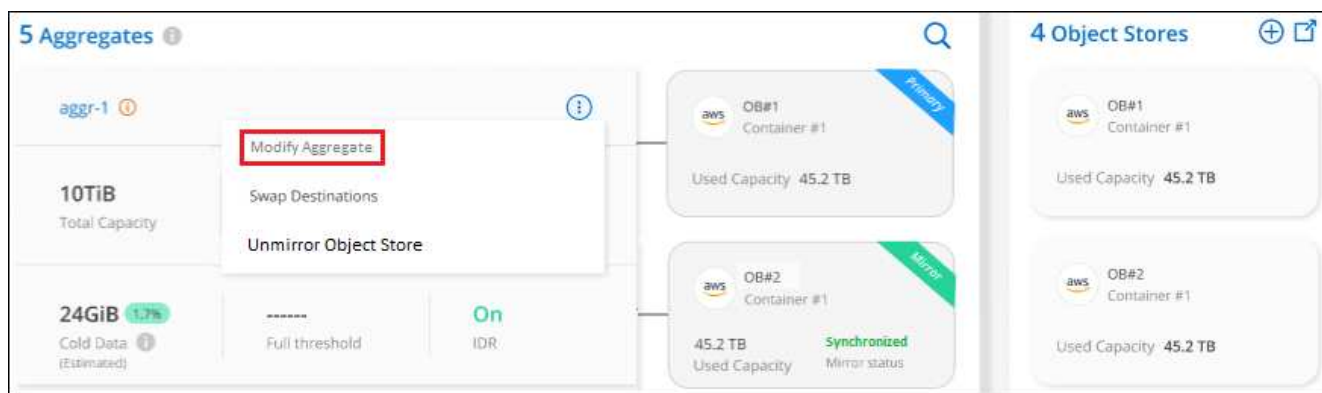 5 Aggregates
4 Object Stores
aggr-1
Modify Aggregate
Swap Destinations
Unmirror Object Store
10TiB
Total Capacity
24GiB 1.7%
Cold Data
(Estimated)
------
Full threshold
On
IDR
aws
OB#1
Container #1
Primary
Used Capacity 45.2 TB
aws
OB#2
Container #1
Mirror
45.2 TB
Used Capacity
Synchronized
Mirror status
aws
OB#1
Container #1
Used Capacity 45.2 TB
aws
OB#2
Container #1
Used Capacity 45.2 TB